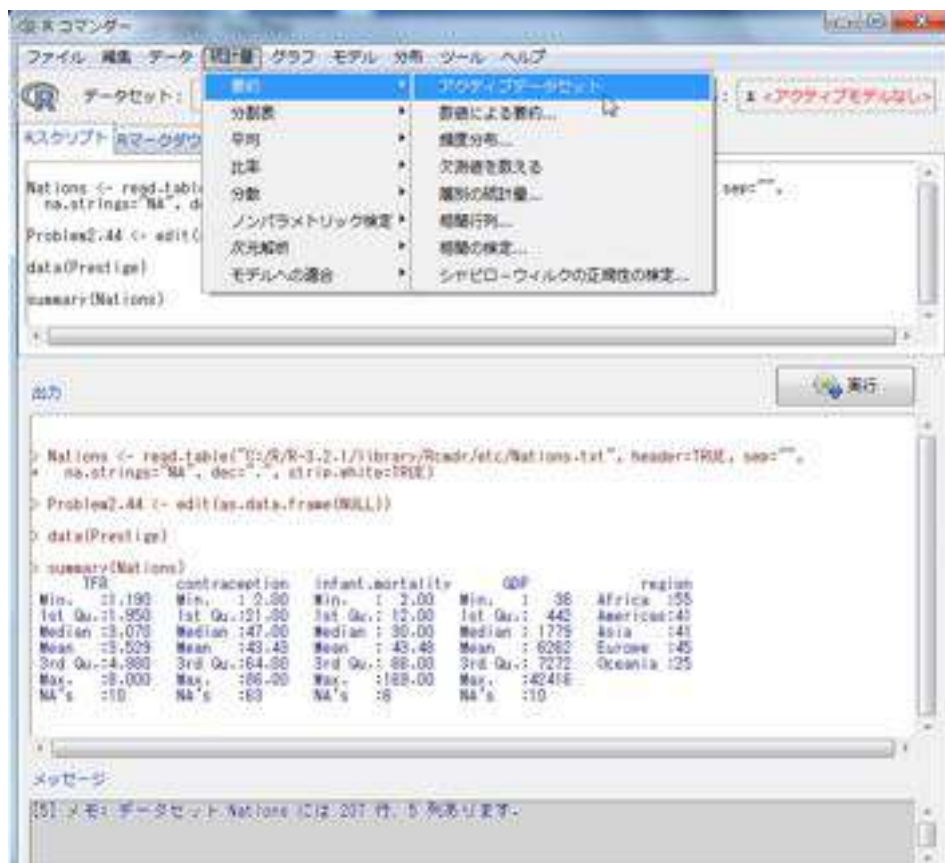 R コマンダー
ファイル 編集 データ 統計量 グラフ モデル 分布 ツール ヘルプ
データセット: : Σ <アクティブモデルなし>
Rスクリプト Rマークダウ
要約 アクティブデータセット
分割表 数値による要約...
平均 頻度分布...
比率 欠測値を数える
分散 層別の統計量...
ノンパラメトリック検定 相関行列...
次元解析 相関の検定...
モデルへの適合 シャピロ-ウィルクの正規性の検定...
Nations <- read.table sep="",
na.strings="NA", d
Problem2.44 <- edit(
data(Prestige)
summary(Nations)
出力
実行
> Nations <- read.table("C:/R/R-3.2.1/library/Rcmdr/etc/Nations.txt", header=TRUE, sep="",
+ na.strings="NA", dec=".", strip.white=TRUE)
> Problem2.44 <- edit(as.data.frame(NULL))
> data(Prestige)
> summary(Nations)
TFR contraception infant.mortality GDP region
Min. :1.190 Min. : 2.00 Min. : 2.00 Min. : 36 Africa :55
1st Qu.:1.950 1st Qu.:21.00 1st Qu.: 12.00 1st Qu.: 442 Americas:41
Median :3.070 Median :47.00 Median : 30.00 Median : 1779 Asia :41
Mean :3.529 Mean :43.43 Mean : 43.48 Mean : 6262 Europe :45
3rd Qu.:4.980 3rd Qu.:64.00 3rd Qu.: 66.00 3rd Qu.: 7272 Oceania :25
Max. :8.000 Max. :86.00 Max. :169.00 Max. :42416
NA's :10 NA's :63 NA's :6 NA's :10
メッセージ
[5] メモ: データセット Nations には 207 行, 5 列あります.